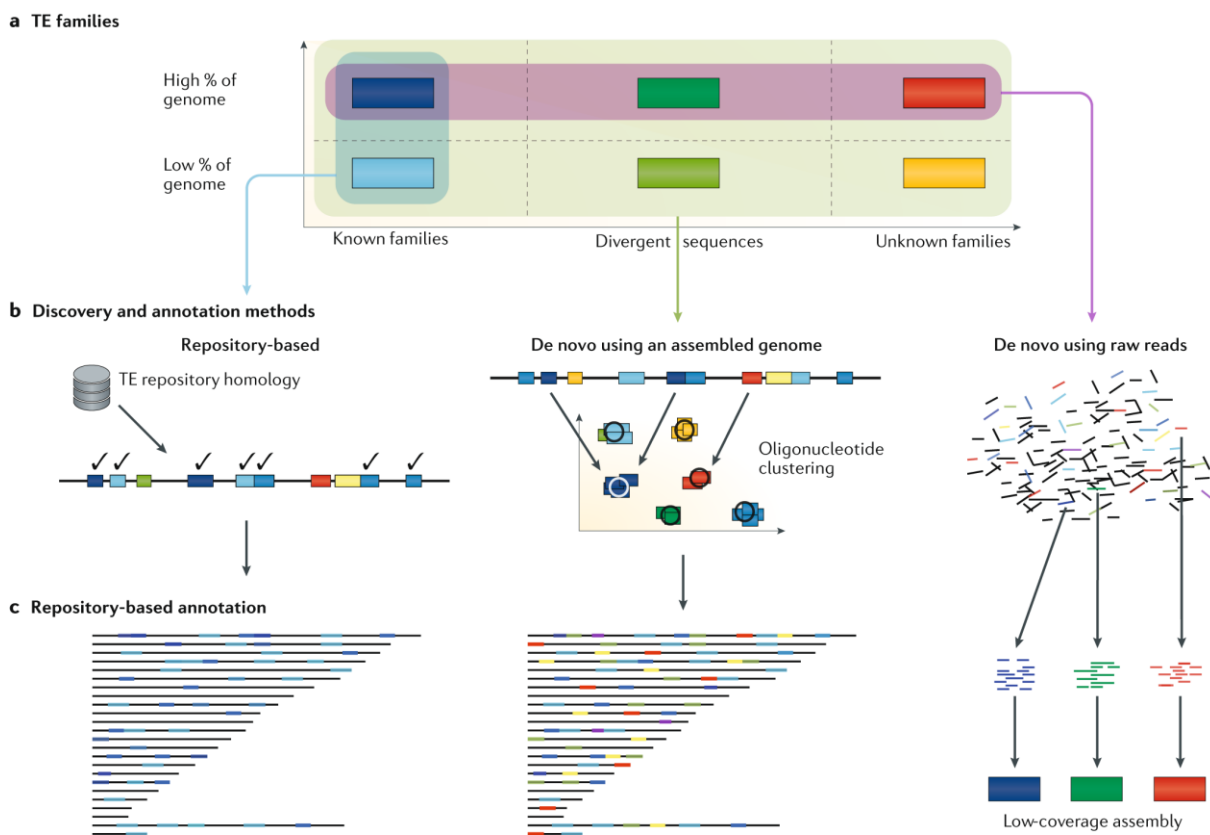 a TE families
High % of
genome
Low % of
genome
Known families
Divergent sequences
Unknown families
b Discovery and annotation methods
Repository-based
TE repository homology
De novo using an assembled genome
Oligonucleotide
clustering
De novo using raw reads
c Repository-based annotation
Low-coverage assembly